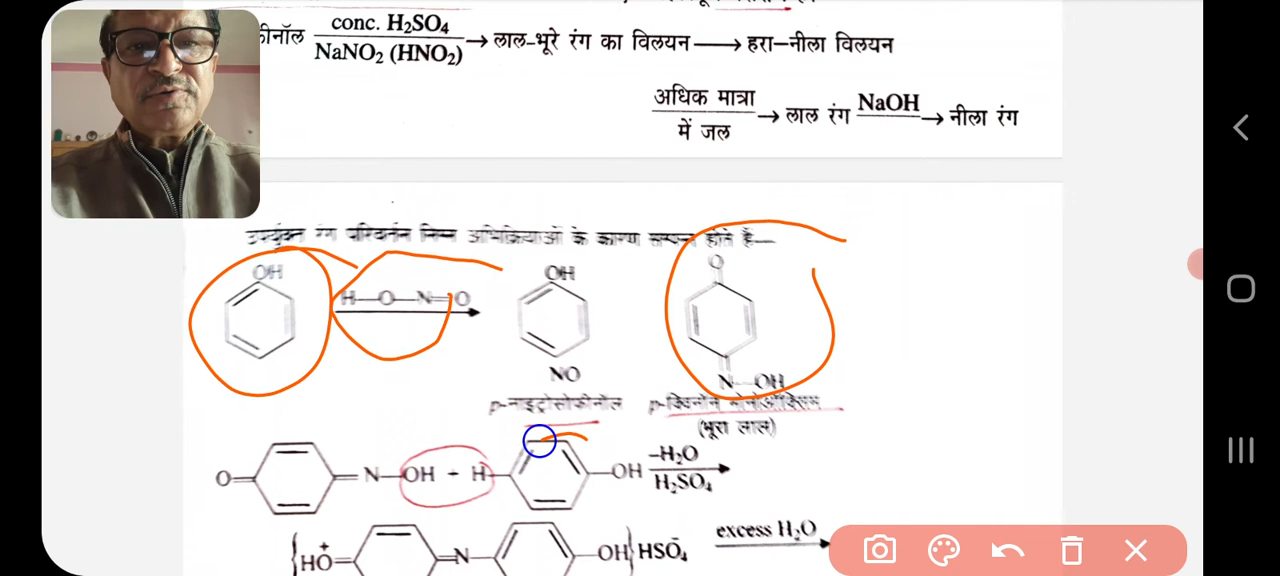 conc. H₂SO₄
फीनॉल NaNO₂ (HNO₂) → लाल-भूरे रंग का विलयन ⟶ हरा-नीला विलयन
अधिक मात्रा
में जल → लाल रंग NaOH → नीला रंग
उपर्युक्त रंग परिवर्तन निम्न अभिक्रियाओं के कारण सम्पन्न होते हैं—
OH H—O—N=O OH O
NO N—OH
p-नाइट्रोसोफीनॉल p-क्विनॉन मोनोऑक्सिम
(भूरा लाल)
O= =N—OH + H— —OH –H₂O
H₂SO₄
{HO⁺= =N— —OH} HSO₄⁻ excess H₂O